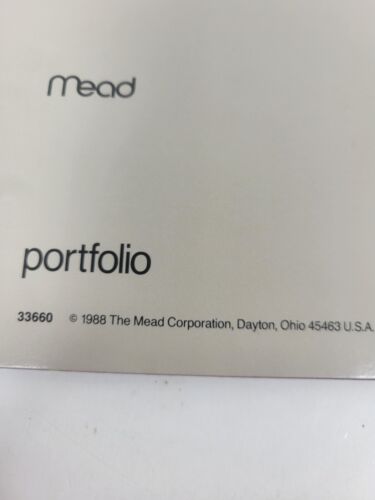 Mead
portfolio
33660 © 1988 The Mead Corporation, Dayton, Ohio 45463 U.S.A.